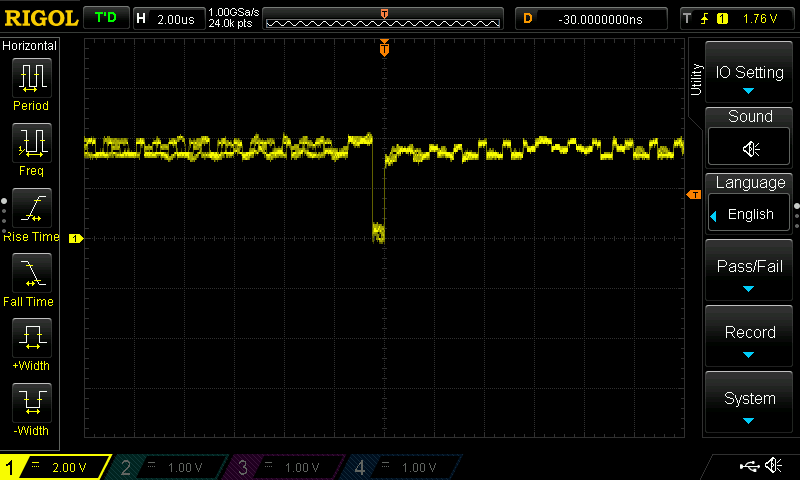 RIGOL T'D H 2.00us 1.00GSa/s 24.0k pts T D -30.0000000ns T 1 1.76 V
Horizontal
Period
Freq
Rise Time
Fall Time
+Width
-Width
T
T
1
Utility
IO Setting
Sound
Language
English
Pass/Fail
Record
System
1 2.00 V 2 1.00 V 3 1.00 V 4 1.00 V